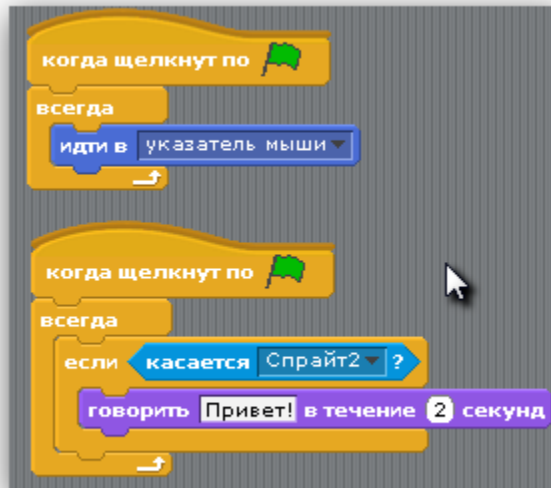 когда щелкнут по
всегда
идти в указатель мыши
когда щелкнут по
всегда
если касается Спрайт2 ?
говорить Привет! в течение 2 секунд